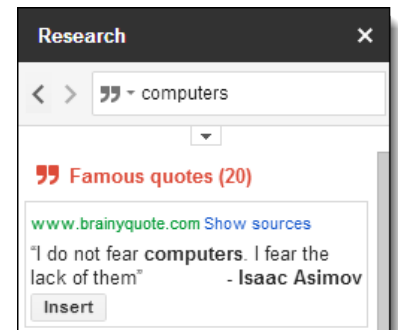 Research ×
computers
Famous quotes (20)
www.brainyquote.com Show sources
“I do not fear computers. I fear the
lack of them” - Isaac Asimov
Insert